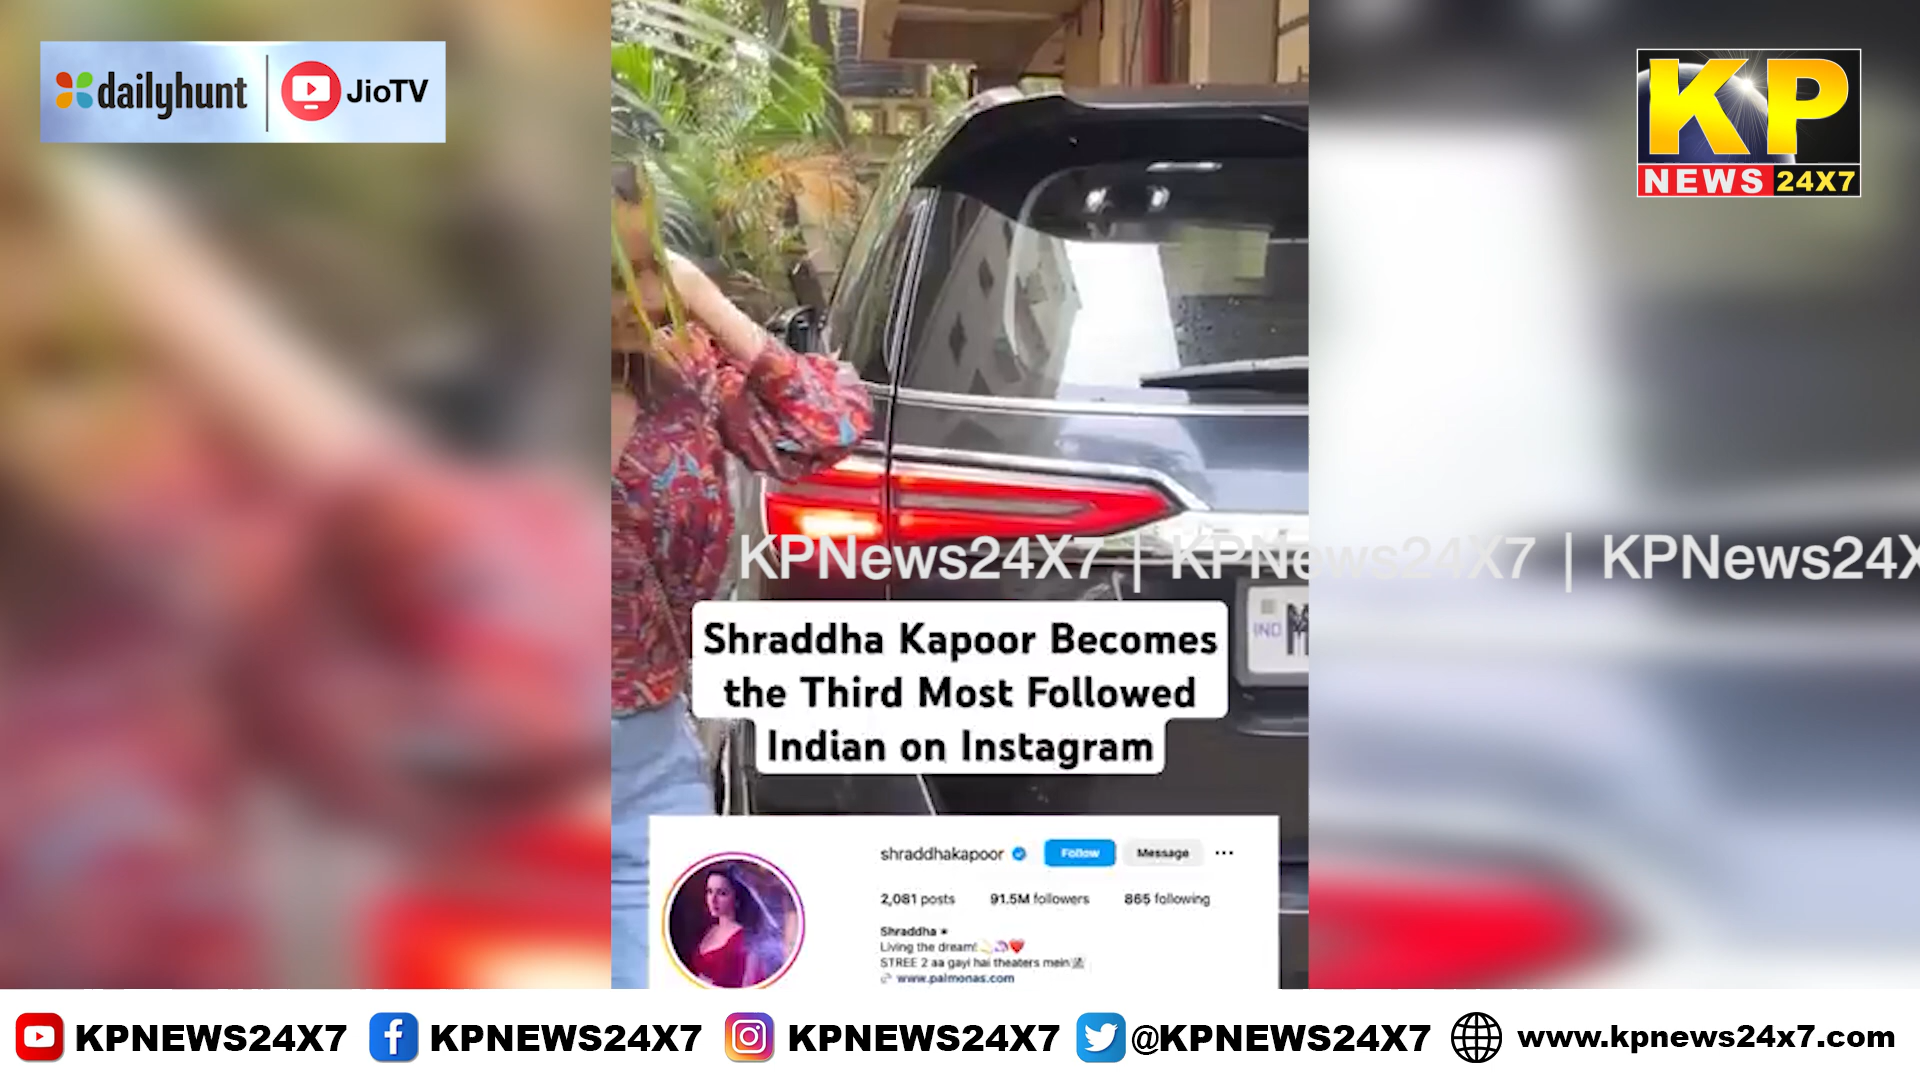 dailyhunt | JioTV
KP
NEWS 24X7
KPNews24X7 | KPNews24X7 | KPNews24X
IND
Shraddha Kapoor Becomes
the Third Most Followed
Indian on Instagram
shraddhakapoor Follow Message ...
2,081 posts 91.5M followers 865 following
Shraddha
Living the dream!
STREE 2 aa gayi hai theaters mein
www.palmonas.com
KPNEWS24X7 KPNEWS24X7 KPNEWS24X7 @KPNEWS24X7 www.kpnews24x7.com